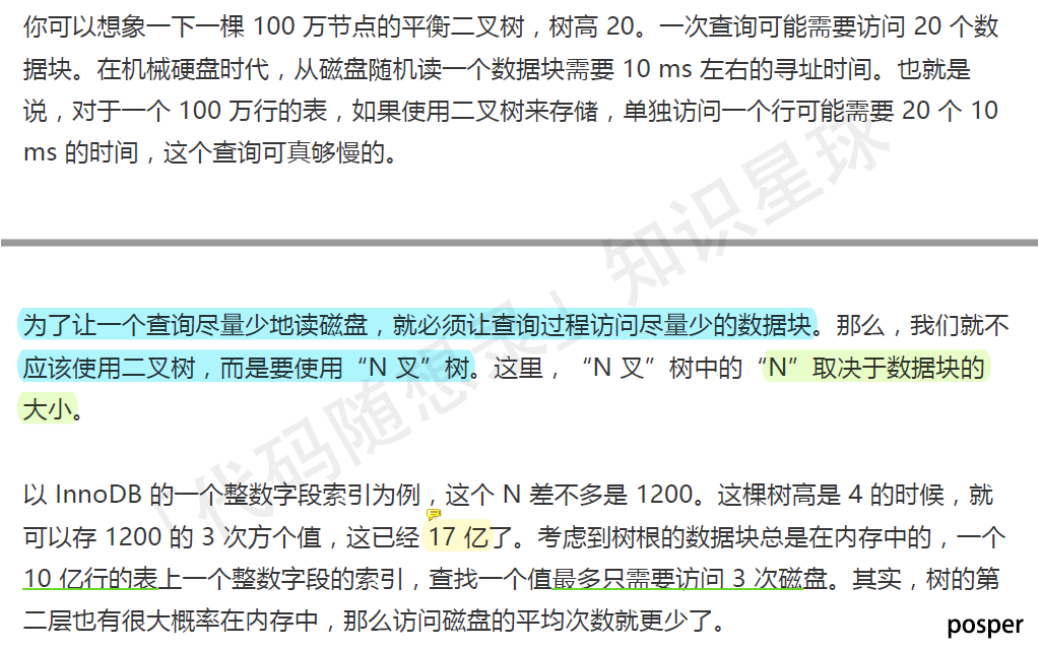 你可以想象一下一棵 100 万节点的平衡二叉树，树高 20。一次查询可能需要访问 20 个数
据块。在机械硬盘时代，从磁盘随机读一个数据块需要 10 ms 左右的寻址时间。也就是
说，对于一个 100 万行的表，如果使用二叉树来存储，单独访问一个行可能需要 20 个 10
ms 的时间，这个查询可真够慢的。
为了让一个查询尽量少地读磁盘，就必须让查询过程访问尽量少的数据块。那么，我们就不
应该使用二叉树，而是要使用“N 叉”树。这里，“N 叉”树中的“N”取决于数据块的
大小。
以 InnoDB 的一个整数字段索引为例，这个 N 差不多是 1200。这棵树高是 4 的时候，就
可以存 1200 的 3 次方个值，这已经 17 亿了。考虑到树根的数据块总是在内存中的，一个
10 亿行的表上一个整数字段的索引，查找一个值最多只需要访问 3 次磁盘。其实，树的第
二层也有很大概率在内存中，那么访问磁盘的平均次数就更少了。
「代码随想录」知识星球
posper